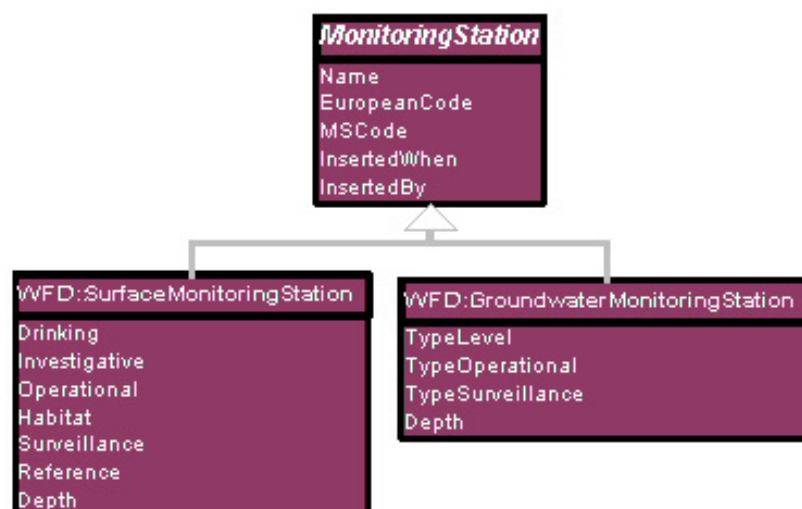 MonitoringStation
Name
EuropeanCode
MSCode
InsertedWhen
InsertedBy
WFD:SurfaceMonitoringStation
Drinking
Investigative
Operational
Habitat
Surveillance
Reference
Depth
WFD:GroundwaterMonitoringStation
TypeLevel
TypeOperational
TypeSurveillance
Depth